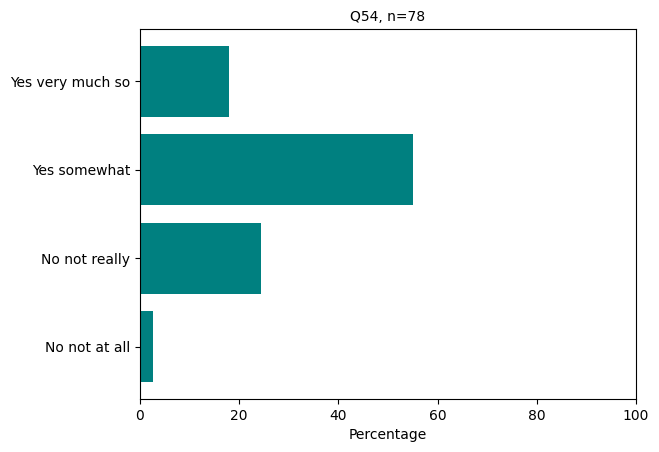 Q54, n=78
Yes very much so
Yes somewhat
No not really
No not at all
0 20 40 60 80 100
Percentage